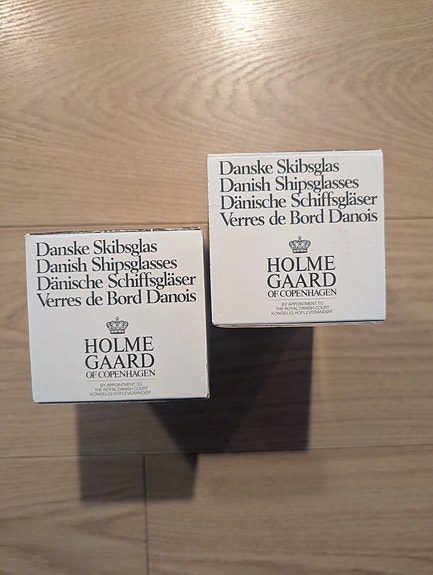 Danske Skibsglas
Danish Shipsglasses
Dänische Schiffsgläser
Verres de Bord Danois
HOLME
GAARD
OF COPENHAGEN
BY APPOINTMENT TO
THE ROYAL DANISH COURT
KONGELIG HOFLEVERANDØR
Danske Skibsglas
Danish Shipsglasses
Dänische Schiffsgläser
Verres de Bord Danois
HOLME
GAARD
OF COPENHAGEN
BY APPOINTMENT TO
THE ROYAL DANISH COURT
KONGELIG HOFLEVERANDØR